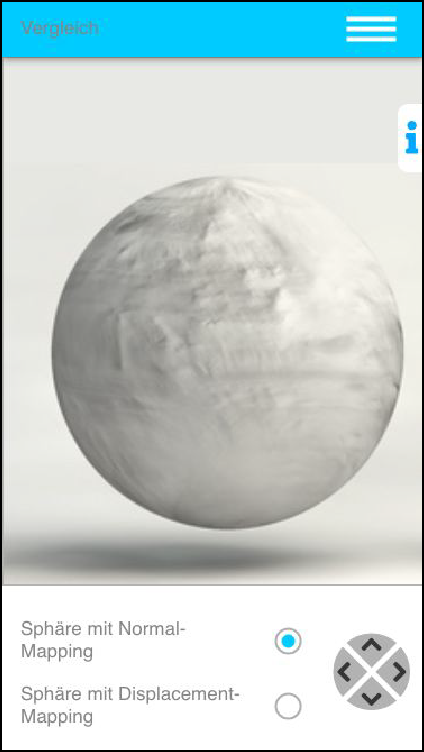 Vergleich
i
Sphäre mit Normal-
Mapping
Sphäre mit Displacement-
Mapping